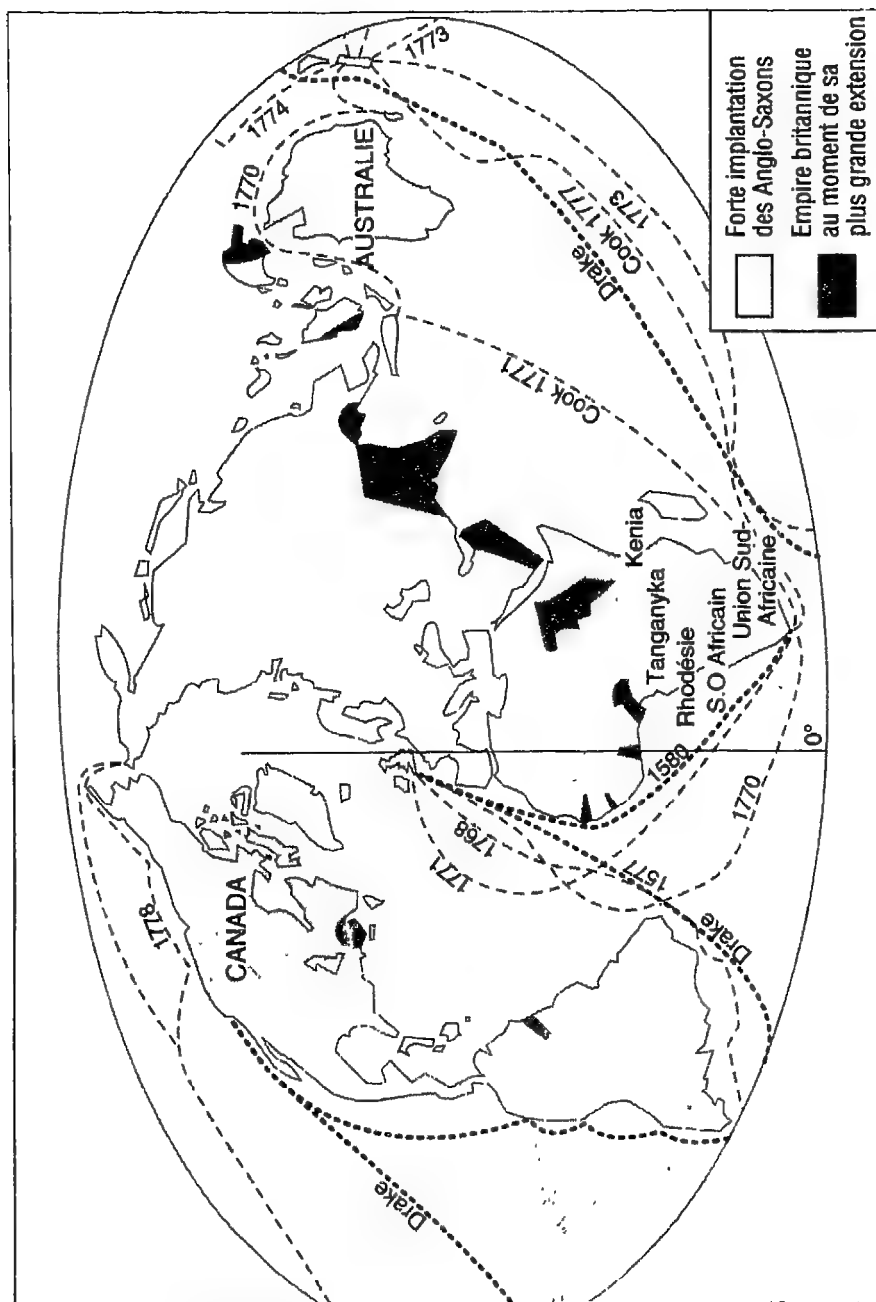 1778
CANADA
Drake
1771
1768
1577
Drake
1580
1770
0°
Tanganyika
Rhodésie
S.O Africain
Kenia
Union Sud-
Africaine
Cook 1771
1770
AUSTRALIE
1774
1773
Drake
Cook 1777
1773
Forte implantation
des Anglo-Saxons
Empire britannique
au moment de sa
plus grande extension